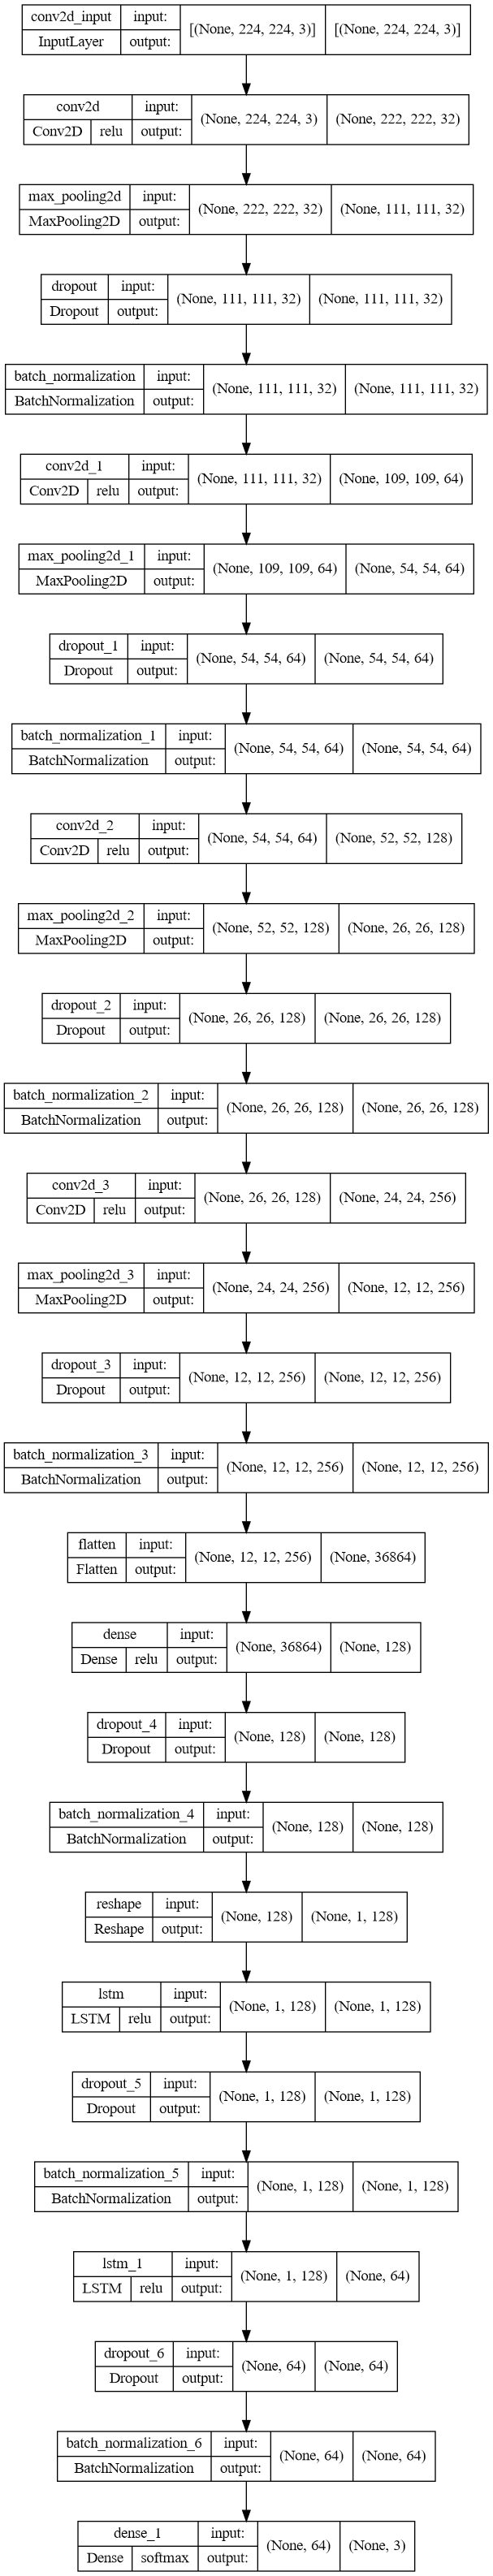 conv2d_input input: [(None, 224, 224, 3)] [(None, 224, 224, 3)]
InputLayer output:
conv2d input: (None, 224, 224, 3) (None, 222, 222, 32)
Conv2D relu output:
max_pooling2d input: (None, 222, 222, 32) (None, 111, 111, 32)
MaxPooling2D output:
dropout input: (None, 111, 111, 32) (None, 111, 111, 32)
Dropout output:
batch_normalization input: (None, 111, 111, 32) (None, 111, 111, 32)
BatchNormalization output:
conv2d_1 input: (None, 111, 111, 32) (None, 109, 109, 64)
Conv2D relu output:
max_pooling2d_1 input: (None, 109, 109, 64) (None, 54, 54, 64)
MaxPooling2D output:
dropout_1 input: (None, 54, 54, 64) (None, 54, 54, 64)
Dropout output:
batch_normalization_1 input: (None, 54, 54, 64) (None, 54, 54, 64)
BatchNormalization output:
conv2d_2 input: (None, 54, 54, 64) (None, 52, 52, 128)
Conv2D relu output:
max_pooling2d_2 input: (None, 52, 52, 128) (None, 26, 26, 128)
MaxPooling2D output:
dropout_2 input: (None, 26, 26, 128) (None, 26, 26, 128)
Dropout output:
batch_normalization_2 input: (None, 26, 26, 128) (None, 26, 26, 128)
BatchNormalization output:
conv2d_3 input: (None, 26, 26, 128) (None, 24, 24, 256)
Conv2D relu output:
max_pooling2d_3 input: (None, 24, 24, 256) (None, 12, 12, 256)
MaxPooling2D output:
dropout_3 input: (None, 12, 12, 256) (None, 12, 12, 256)
Dropout output:
batch_normalization_3 input: (None, 12, 12, 256) (None, 12, 12, 256)
BatchNormalization output:
flatten input: (None, 12, 12, 256) (None, 36864)
Flatten output:
dense input: (None, 36864) (None, 128)
Dense relu output:
dropout_4 input: (None, 128) (None, 128)
Dropout output:
batch_normalization_4 input: (None, 128) (None, 128)
BatchNormalization output:
reshape input: (None, 128) (None, 1, 128)
Reshape output:
lstm input: (None, 1, 128) (None, 1, 128)
LSTM relu output:
dropout_5 input: (None, 1, 128) (None, 1, 128)
Dropout output:
batch_normalization_5 input: (None, 1, 128) (None, 1, 128)
BatchNormalization output:
lstm_1 input: (None, 1, 128) (None, 64)
LSTM relu output:
dropout_6 input: (None, 64) (None, 64)
Dropout output:
batch_normalization_6 input: (None, 64) (None, 64)
BatchNormalization output:
dense_1 input: (None, 64) (None, 3)
Dense softmax output: